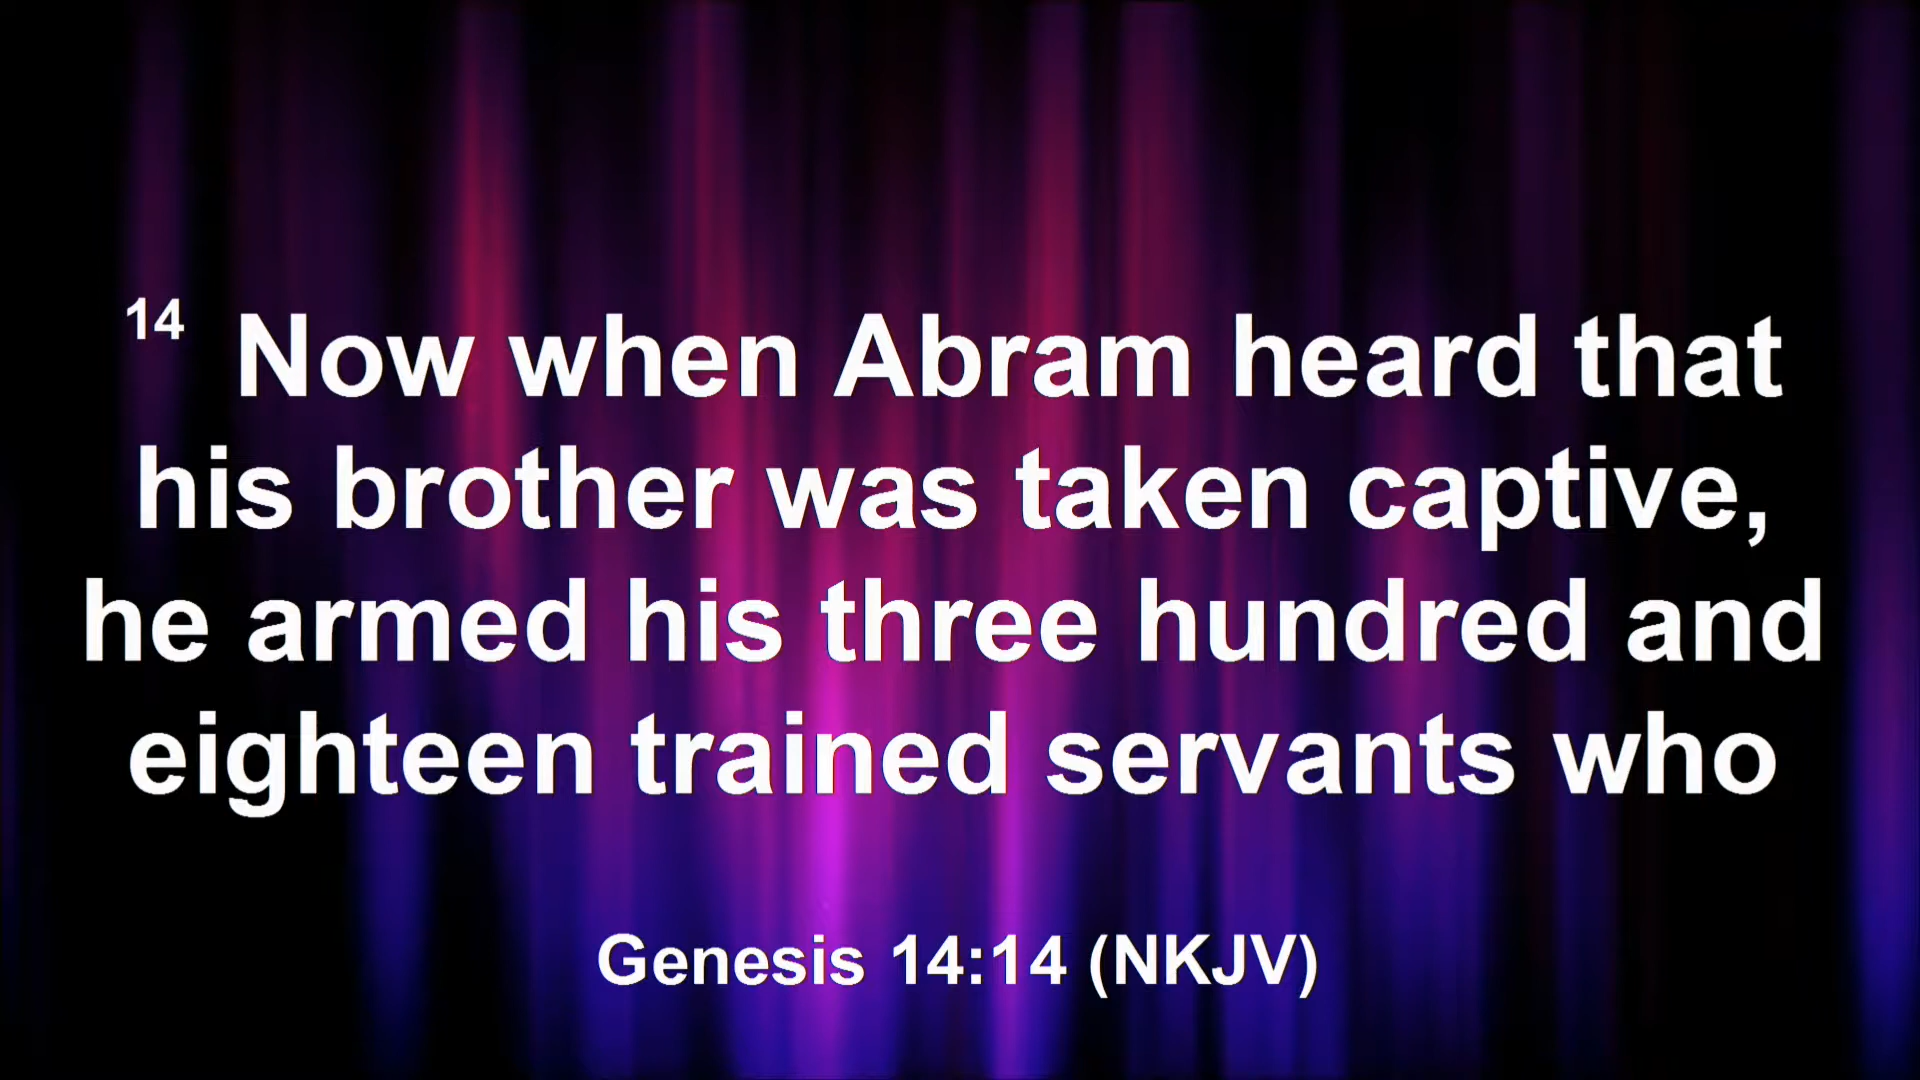 14 Now when Abram heard that
his brother was taken captive,
he armed his three hundred and
eighteen trained servants who
Genesis 14:14 (NKJV)